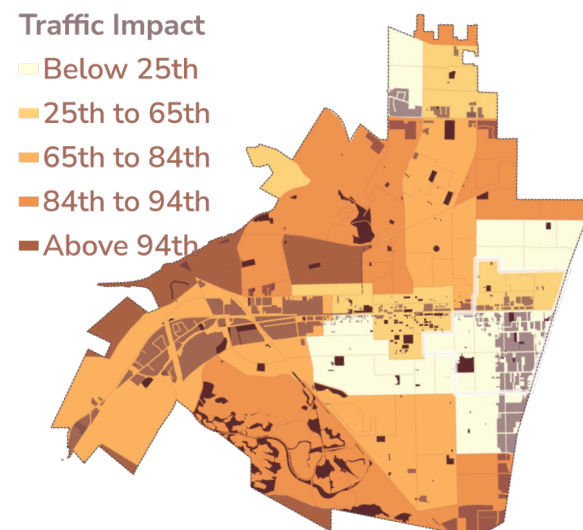 Traffic Impact
Below 25th
25th to 65th
65th to 84th
84th to 94th
Above 94th